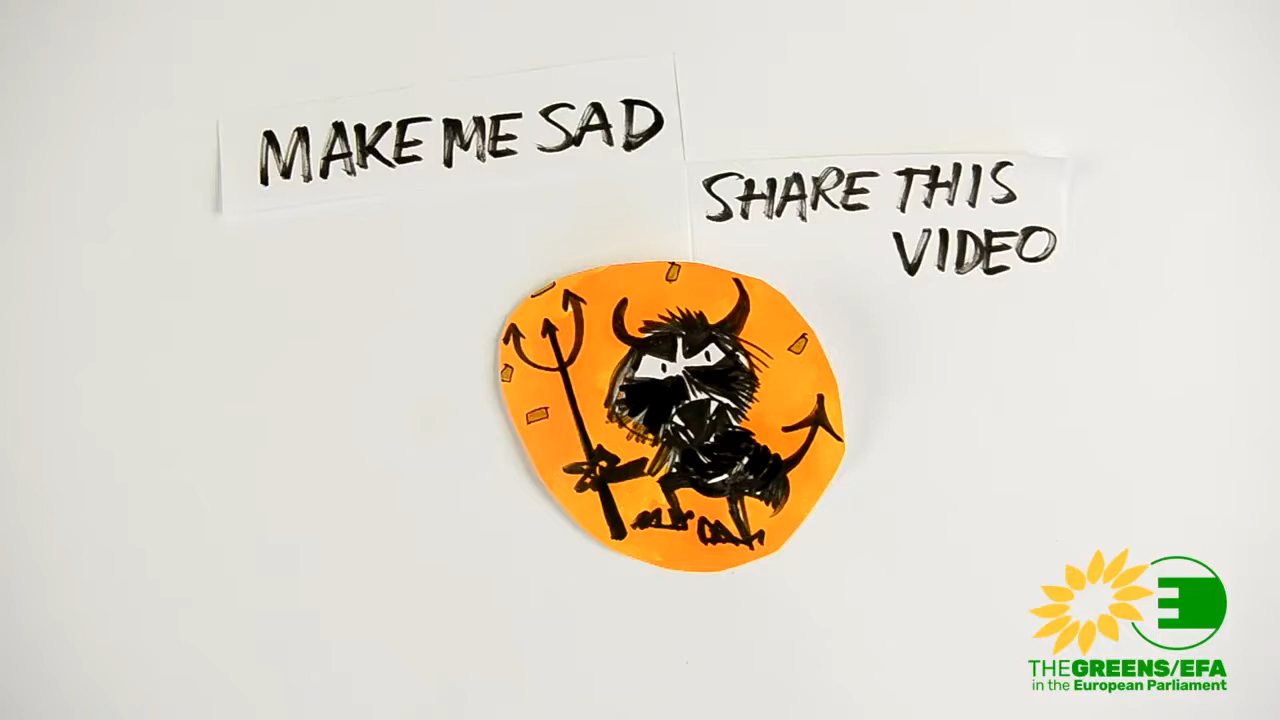 MAKE ME SAD
SHARE THIS
VIDEO
THE GREENS/EFA
in the European Parliament